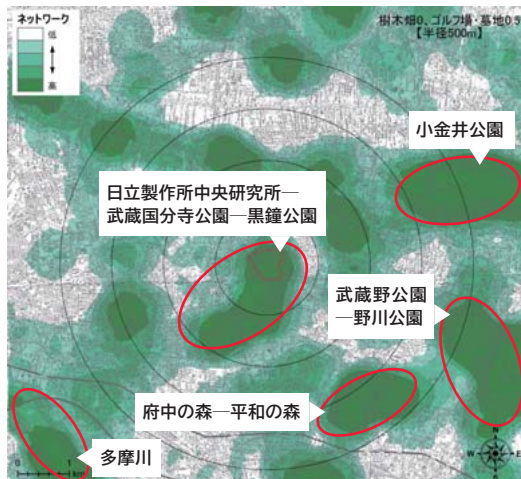 ネットワーク
低
高
樹木畑0、ゴルフ場・墓地0.5
【半径500m】
小金井公園
日立製作所中央研究所―
武蔵国分寺公園―黒鐘公園
武蔵野公園
―野川公園
府中の森―平和の森
多摩川
0 1
km
N
W E
S